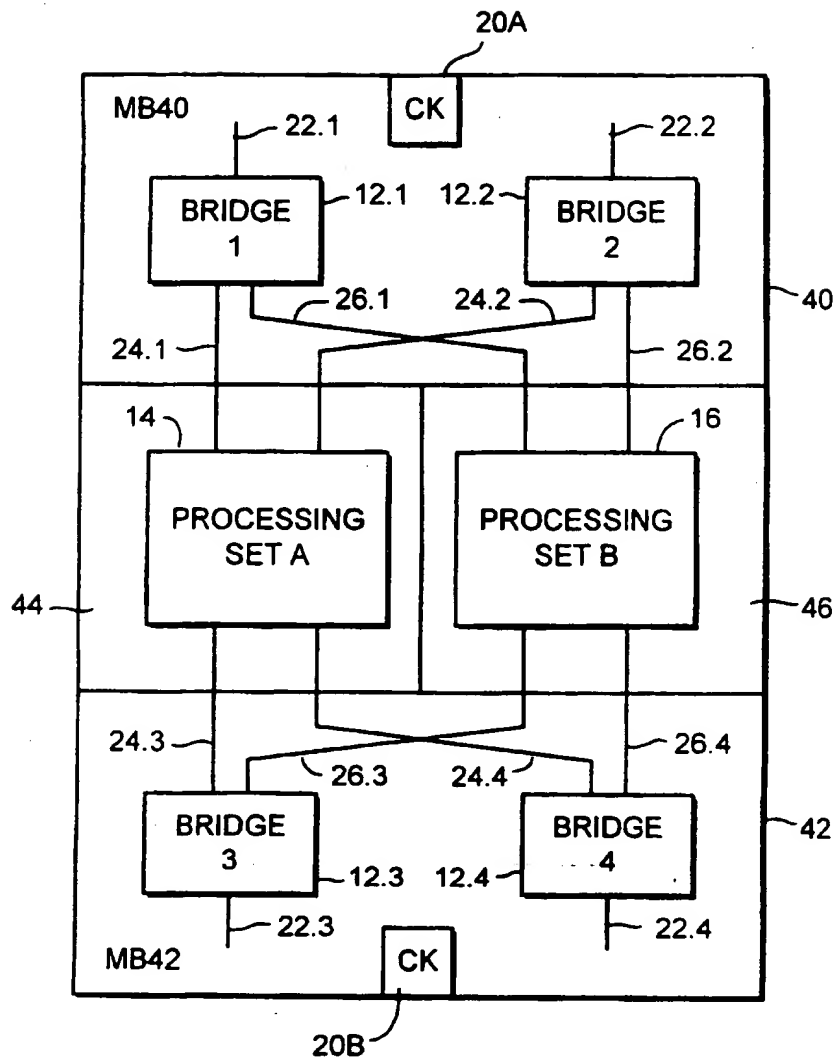 20A
MB40
CK
22.1
22.2
BRIDGE
1
12.1
12.2
BRIDGE
2
26.1
24.2
40
24.1
26.2
14
16
PROCESSING
SET A
PROCESSING
SET B
44
46
24.3
26.3
24.4
26.4
BRIDGE
3
BRIDGE
4
42
12.3
12.4
22.3
22.4
MB42
CK
20B